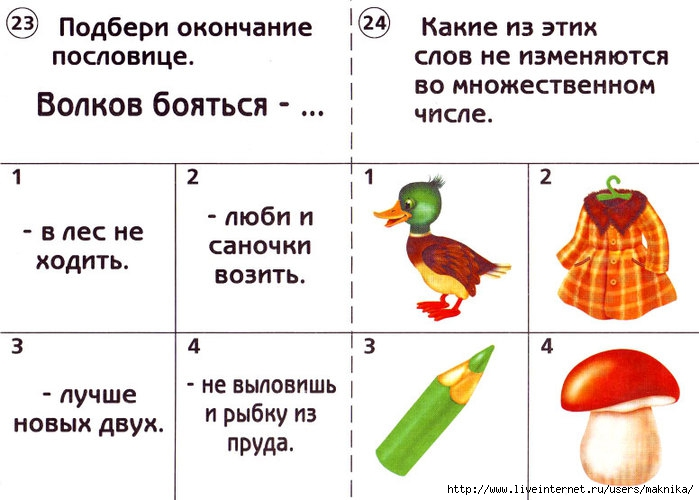 23 Подбери окончание
пословице.
Волков бояться - ...
1
- в лес не
ходить.
2
- люби и
саночки
возить.
3
- лучше
новых двух.
4
- не выловишь
и рыбку из
пруда.
24 Какие из этих
слов не изменяются
во множественном
числе.
1
2
3
4
http://www.liveinternet.ru/users/maknika/